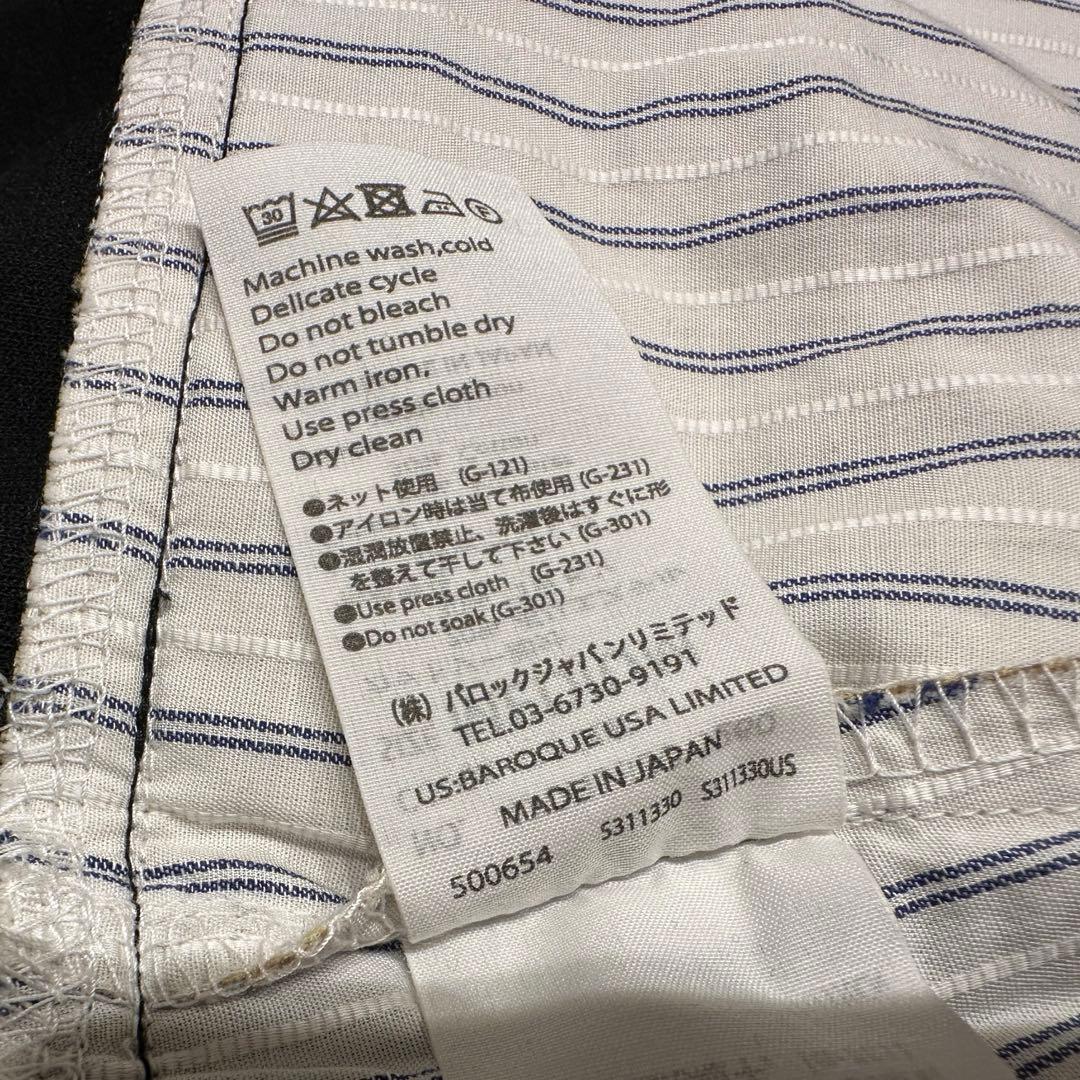 30
F
Machine wash,cold
Delicate cycle
Do not bleach
Do not tumble dry
Warm iron,
Use press cloth
Dry clean
●ネット使用 (G-121)
●アイロン時は当て布使用 (G-231)
●湿潤放置禁止、洗濯後はすぐに形
を整えて干して下さい (G-301)
●Use press cloth (G-231)
●Do not soak (G-301)
(株) バロックジャパンリミテッド
TEL.03-6730-9191
US:BAROQUE USA LIMITED
MADE IN JAPAN
S311330 S311330US
500654